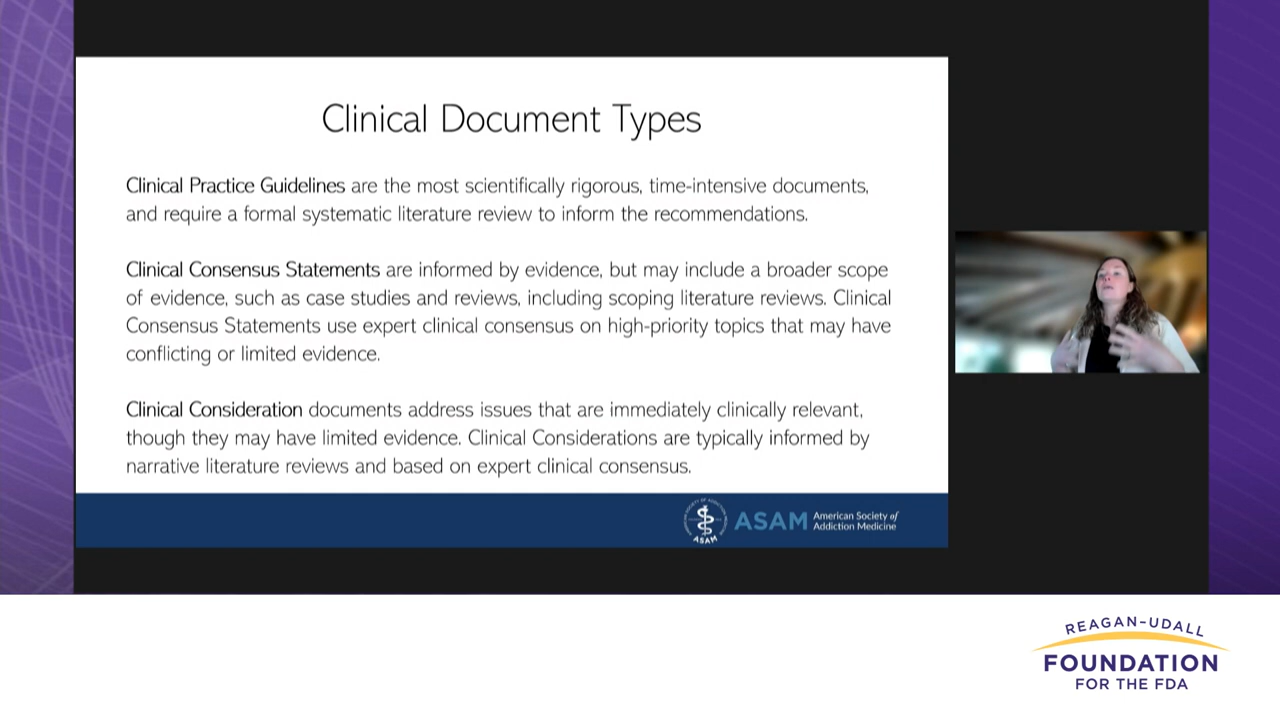 Clinical Document Types
Clinical Practice Guidelines are the most scientifically rigorous, time-intensive documents,
and require a formal systematic literature review to inform the recommendations.
Clinical Consensus Statements are informed by evidence, but may include a broader scope
of evidence, such as case studies and reviews, including scoping literature reviews. Clinical
Consensus Statements use expert clinical consensus on high-priority topics that may have
conflicting or limited evidence.
Clinical Consideration documents address issues that are immediately clinically relevant,
though they may have limited evidence. Clinical Considerations are typically informed by
narrative literature reviews and based on expert clinical consensus.
ASAM
ASAM
American Society of
Addiction Medicine
REAGAN-UDALL
FOUNDATION
FOR THE FDA